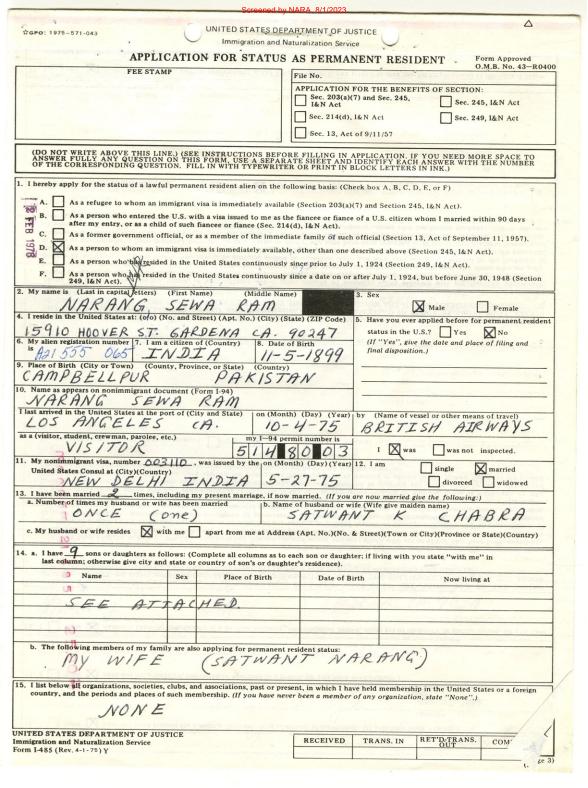 Screened by NARA, 8/1/2023
☆GPO: 1975-571-043
UNITED STATES DEPARTMENT OF JUSTICE
Immigration and Naturalization Service
APPLICATION FOR STATUS AS PERMANENT RESIDENT
Form Approved
O.M.B. No. 43-R0400
FEE STAMP
File No.
APPLICATION FOR THE BENEFITS OF SECTION:
Sec. 203(a)(7) and Sec. 245, I&N Act
Sec. 245, I&N Act
Sec. 214(d), I&N Act
Sec. 249, I&N Act
Sec. 13, Act of 9/11/57
(DO NOT WRITE ABOVE THIS LINE.) (SEE INSTRUCTIONS BEFORE FILLING IN APPLICATION. IF YOU NEED MORE SPACE TO
ANSWER FULLY ANY QUESTION ON THIS FORM, USE A SEPARATE SHEET AND IDENTIFY EACH ANSWER WITH THE NUMBER
OF THE CORRESPONDING QUESTION. FILL IN WITH TYPEWRITER OR PRINT IN BLOCK LETTERS IN INK.)
1. I hereby apply for the status of a lawful permanent resident alien on the following basis: (Check box A, B, C, D, E, or F)
A. As a refugee to whom an immigrant visa is immediately available (Section 203(a)(7) and Section 245, I&N Act).
B. As a person who entered the U.S. with a visa issued to me as the fiancee or fiance of a U.S. citizen whom I married within 90 days
after my entry, or as a child of such fiancee or fiance (Sec. 214(d), I&N Act).
C. As a former government official, or as a member of the immediate family of such official (Section 13, Act of September 11, 1957).
D. X As a person to whom an immigrant visa is immediately available, other than one described above (Section 245, I&N Act).
E. As a person who has resided in the United States continuously since prior to July 1, 1924 (Section 249, I&N Act).
F. As a person who has resided in the United States continuously since a date on or after July 1, 1924, but before June 30, 1948 (Section
249, I&N Act).
FEB 1976
2. My name is (Last in capital letters) (First Name) (Middle Name)
NARANG SEWA RAM
3. Sex
X Male Female
4. I reside in the United States at: (c/o) (No. and Street) (Apt. No.) (City) (State) (ZIP Code)
15910 HOOVER ST. GARDENA CA. 90247
5. Have you ever applied before for permanent resident
status in the U.S.? Yes X No
(If "Yes", give the date and place of filing and
final disposition.)
6. My alien registration number is
A21 555 065
7. I am a citizen of (Country)
INDIA
8. Date of Birth
11-5-1899
9. Place of Birth (City or Town) (County, Province, or State) (Country)
CAMPBELLPUR PAKISTAN
10. Name as appears on nonimmigrant document (Form I-94)
NARANG SEWA RAM
I last arrived in the United States at the port of (City and State)
LOS ANGELES CA.
on (Month) (Day) (Year)
10-4-75
by (Name of vessel or other means of travel)
BRITISH AIRWAYS
as a (visitor, student, crewman, parolee, etc.)
VISITOR
my I-94 permit number is
514 80 03
I X was was not inspected.
11. My nonimmigrant visa, number 003110, was issued by the
United States Consul at (City)(Country)
NEW DELHI INDIA
on (Month) (Day) (Year)
5-27-75
12. I am
single X married
divorced widowed
13. I have been married 2 times, including my present marriage, if now married. (If you are now married give the following:)
a. Number of times my husband or wife has been married
ONCE (one)
b. Name of husband or wife (Wife give maiden name)
SATWANT K CHABRA
c. My husband or wife resides X with me apart from me at Address (Apt. No.)(No. & Street)(Town or City)(Province or State)(Country)
14. a. I have 9 sons or daughters as follows: (Complete all columns as to each son or daughter; if living with you state "with me" in
last column; otherwise give city and state or country of son's or daughter's residence).
Name Sex Place of Birth Date of Birth Now living at
SEE ATTACHED.
b. The following members of my family are also applying for permanent resident status:
MY WIFE (SATWANT NARANG)
15. I list below all organizations, societies, clubs, and associations, past or present, in which I have held membership in the United States or a foreign
country, and the periods and places of such membership. (If you have never been a member of any organization, state "None".)
NONE
UNITED STATES DEPARTMENT OF JUSTICE
Immigration and Naturalization Service
Form I-485 (Rev. 4-1-75) Y
RECEIVED TRANS. IN RET'D/TRANS. OUT